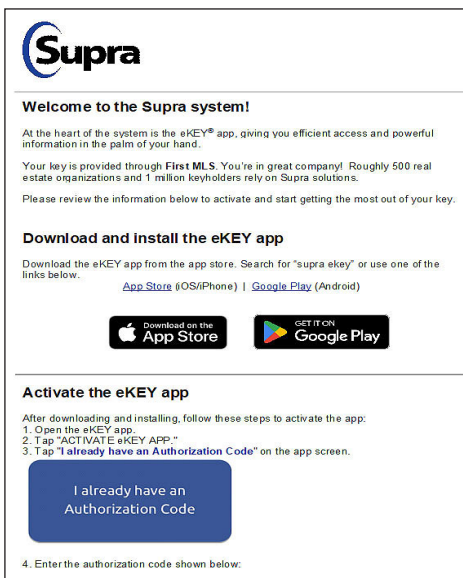 Supra
Welcome to the Supra system!
At the heart of the system is the eKEY® app, giving you efficient access and powerful
information in the palm of your hand.
Your key is provided through First MLS. You're in great company! Roughly 500 real
estate organizations and 1 million keyholders rely on Supra solutions.
Please review the information below to activate and start getting the most out of your key.
Download and install the eKEY app
Download the eKEY app from the app store. Search for "supra ekey" or use one of the
links below.
App Store (iOS/iPhone) | Google Play (Android)
Download on the
App Store
GET IT ON
Google Play
Activate the eKEY app
After downloading and installing, follow these steps to activate the app:
1. Open the eKEY app.
2. Tap "ACTIVATE eKEY APP."
3. Tap "I already have an Authorization Code" on the app screen.
I already have an
Authorization Code
4. Enter the authorization code shown below: